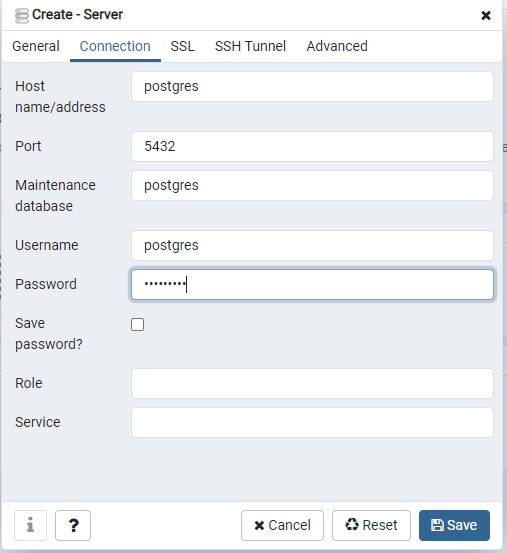 Create - Server
General Connection SSL SSH Tunnel Advanced
Host name/address postgres
Port 5432
Maintenance database postgres
Username postgres
Password •••••••••
Save password?
Role
Service
i ? Cancel Reset Save